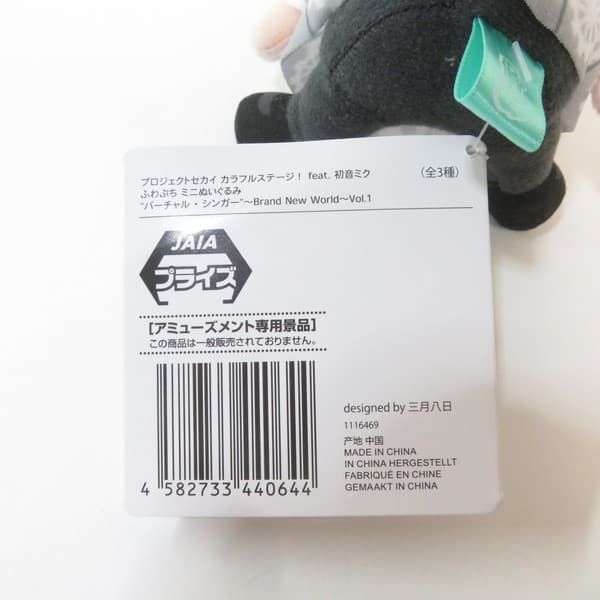 プロジェクトセカイ カラフルステージ！ feat. 初音ミク
ふわぷち ミニぬいぐるみ (全3種)
"バーチャル・シンガー"～Brand New World～Vol.1
JAIA
プライズ
[アミューズメント専用景品]
この商品は一般販売されておりません。
4 582733 440644
designed by 三月八日
1116469
产地 中国
MADE IN CHINA
IN CHINA HERGESTELLT
FABRIQUÉ EN CHINE
GEMAAKT IN CHINA